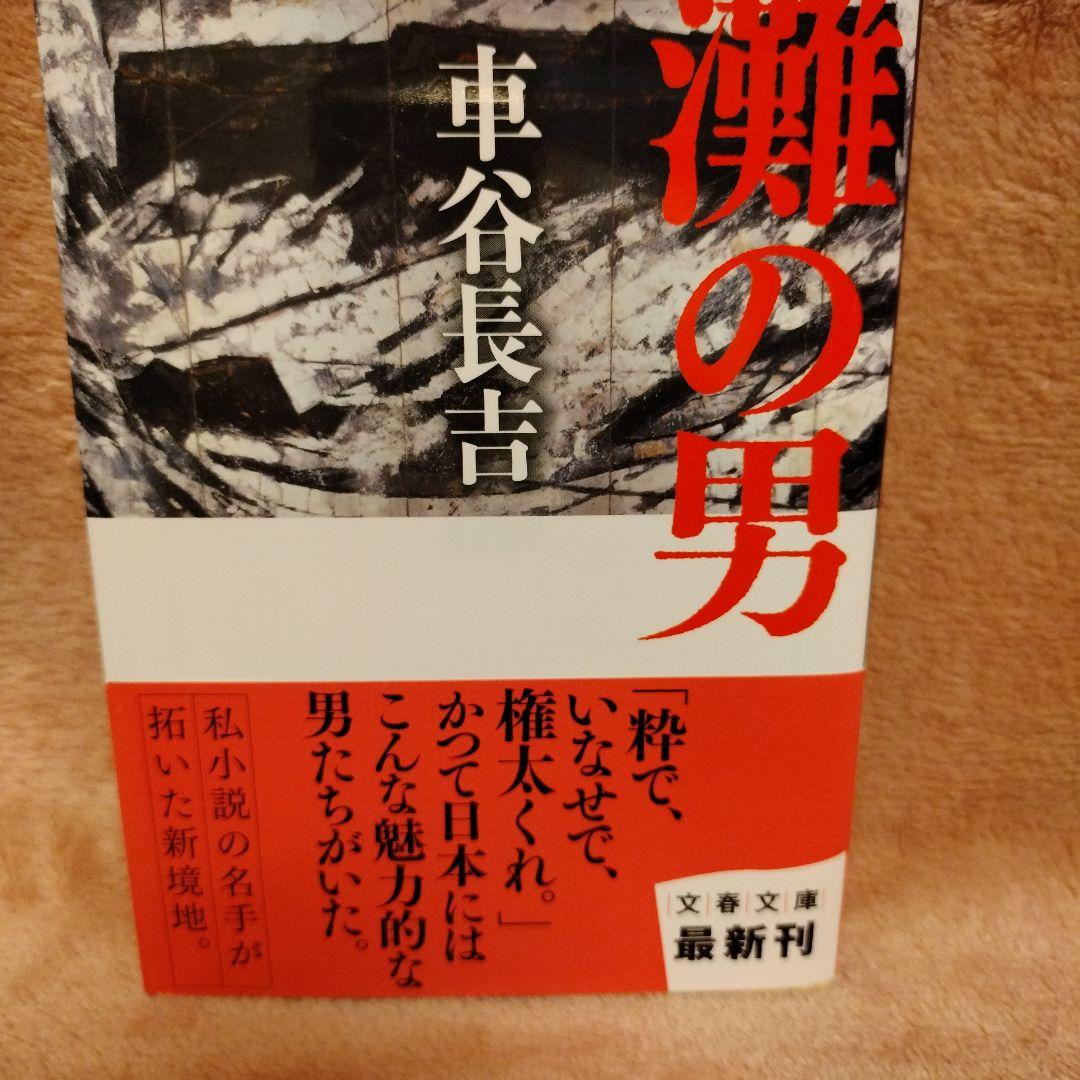 灘の男
車谷長吉
「粋で、
いなせで、
権太くれ。」
かつて日本には
こんな魅力的な
男たちがいた。
私小説の名手が
拓いた新境地。
文春文庫
最新刊